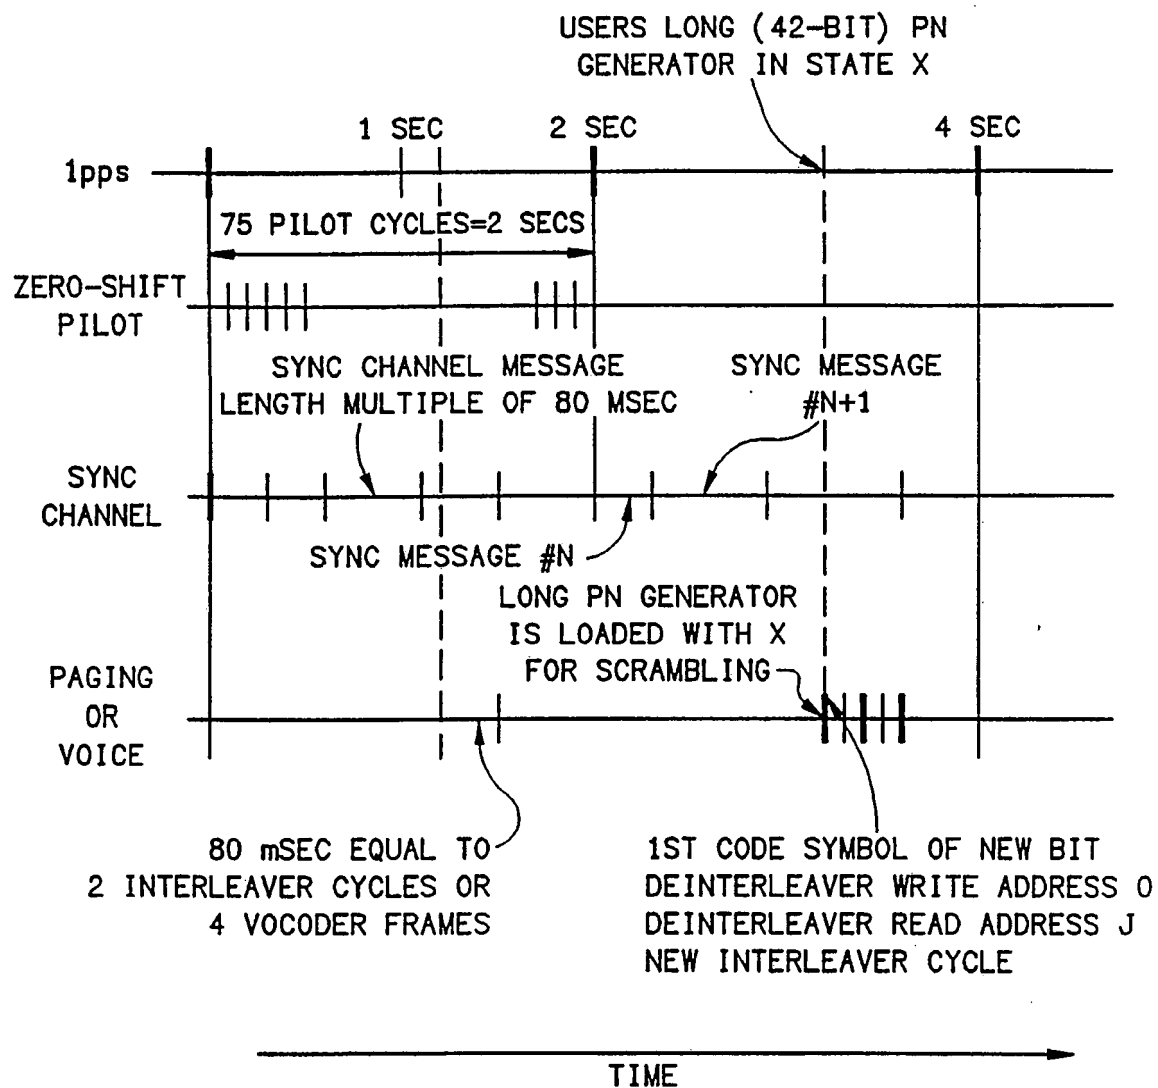 USERS LONG (42-BIT) PN
GENERATOR IN STATE X
1 SEC
2 SEC
4 SEC
1pps
75 PILOT CYCLES=2 SECS
ZERO-SHIFT
PILOT
SYNC CHANNEL MESSAGE
LENGTH MULTIPLE OF 80 MSEC
SYNC MESSAGE
#N+1
SYNC
CHANNEL
SYNC MESSAGE #N
LONG PN GENERATOR
IS LOADED WITH X
FOR SCRAMBLING
PAGING
OR
VOICE
80 mSEC EQUAL TO
2 INTERLEAVER CYCLES OR
4 VOCODER FRAMES
1ST CODE SYMBOL OF NEW BIT
DEINTERLEAVER WRITE ADDRESS 0
DEINTERLEAVER READ ADDRESS J
NEW INTERLEAVER CYCLE
TIME